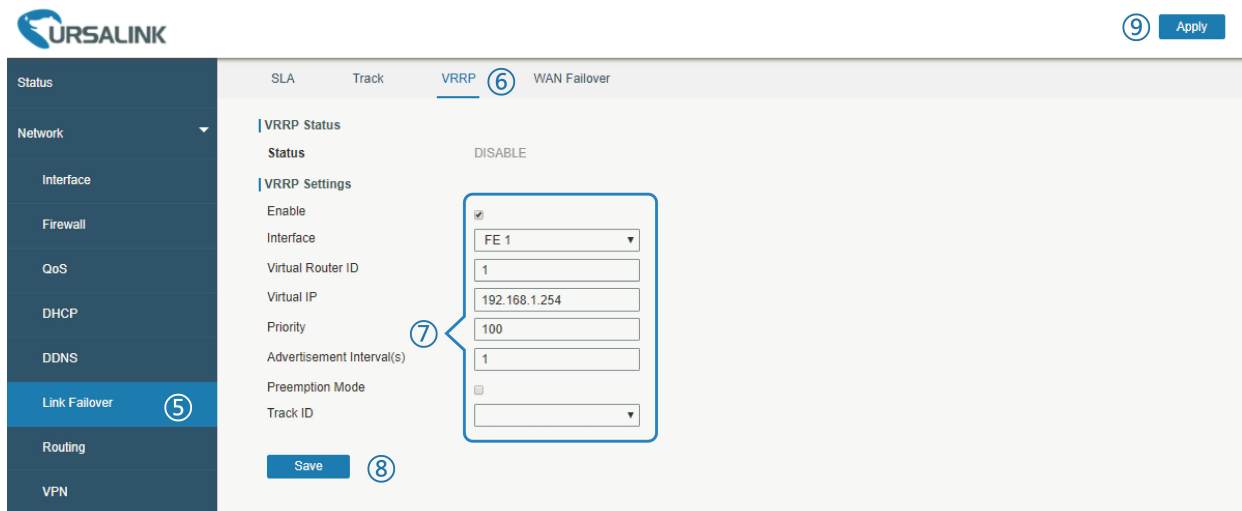 URSALINK
⑨ Apply
Status
SLA Track VRRP ⑥ WAN Failover
Network
VRRP Status
Status DISABLE
Interface
VRRP Settings
Enable
Firewall
Interface FE 1
QoS
Virtual Router ID 1
Virtual IP 192.168.1.254
DHCP
Priority ⑦ 100
DDNS
Advertisement Interval(s) 1
Preemption Mode
Link Failover ⑤
Track ID
Routing
Save ⑧
VPN